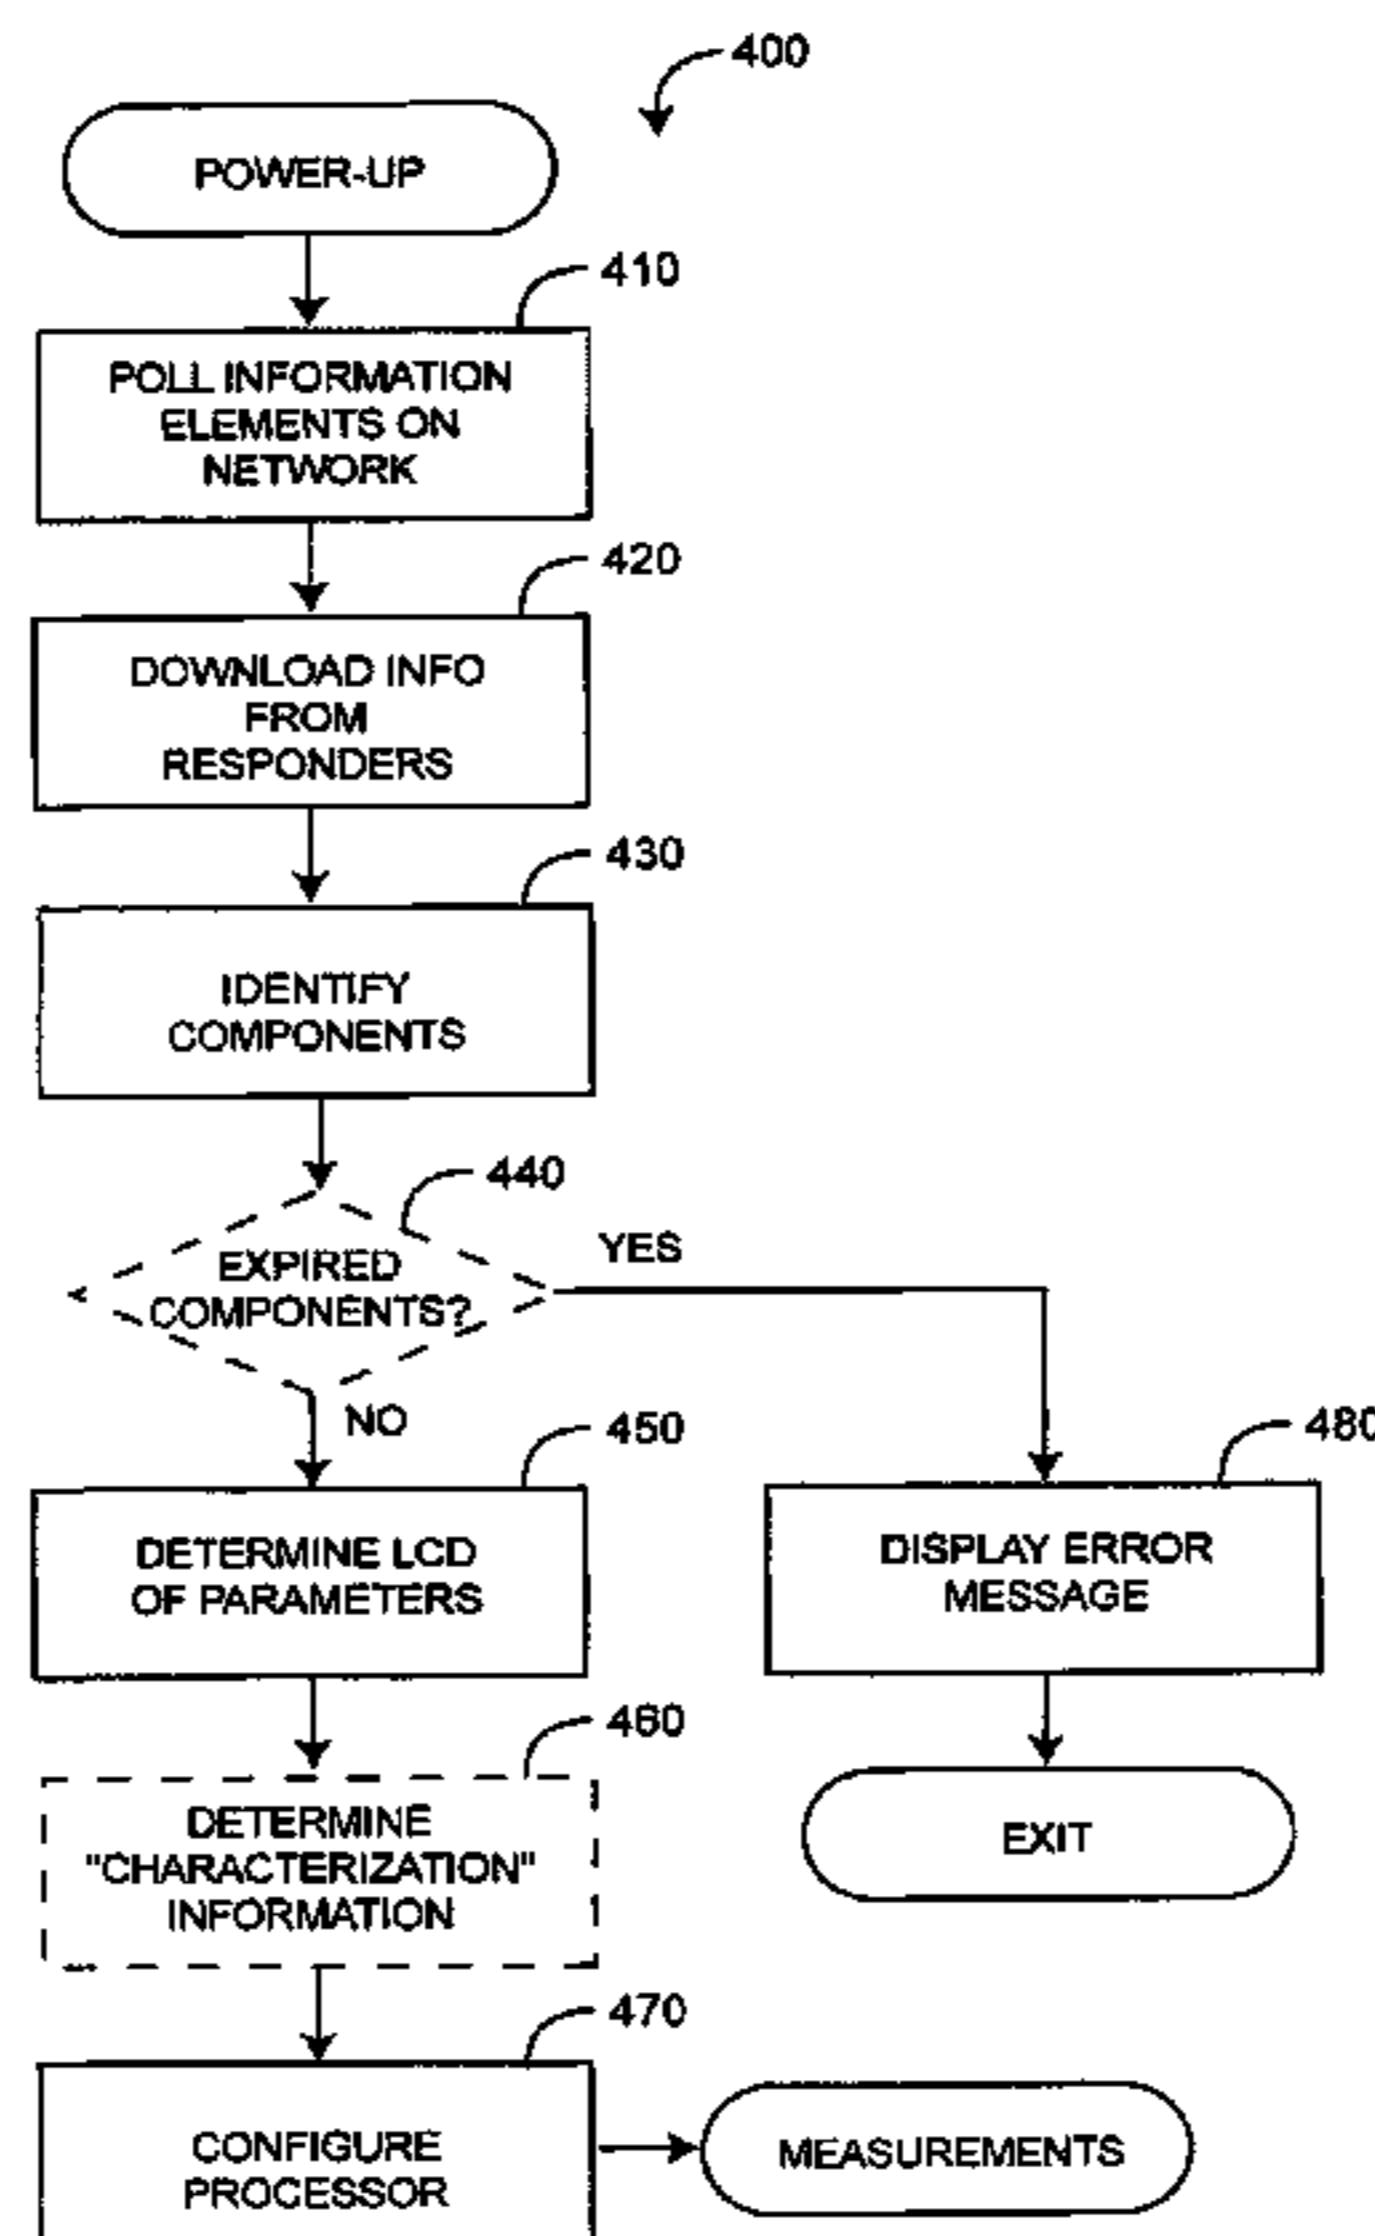 400
POWER-UP
410
POLL INFORMATION
ELEMENTS ON
NETWORK
420
DOWNLOAD INFO
FROM
RESPONDERS
430
IDENTIFY
COMPONENTS
440
EXPIRED
COMPONENTS?
YES
NO
450
DETERMINE LCD
OF PARAMETERS
480
DISPLAY ERROR
MESSAGE
460
DETERMINE
"CHARACTERIZATION"
INFORMATION
EXIT
470
CONFIGURE
PROCESSOR
MEASUREMENTS